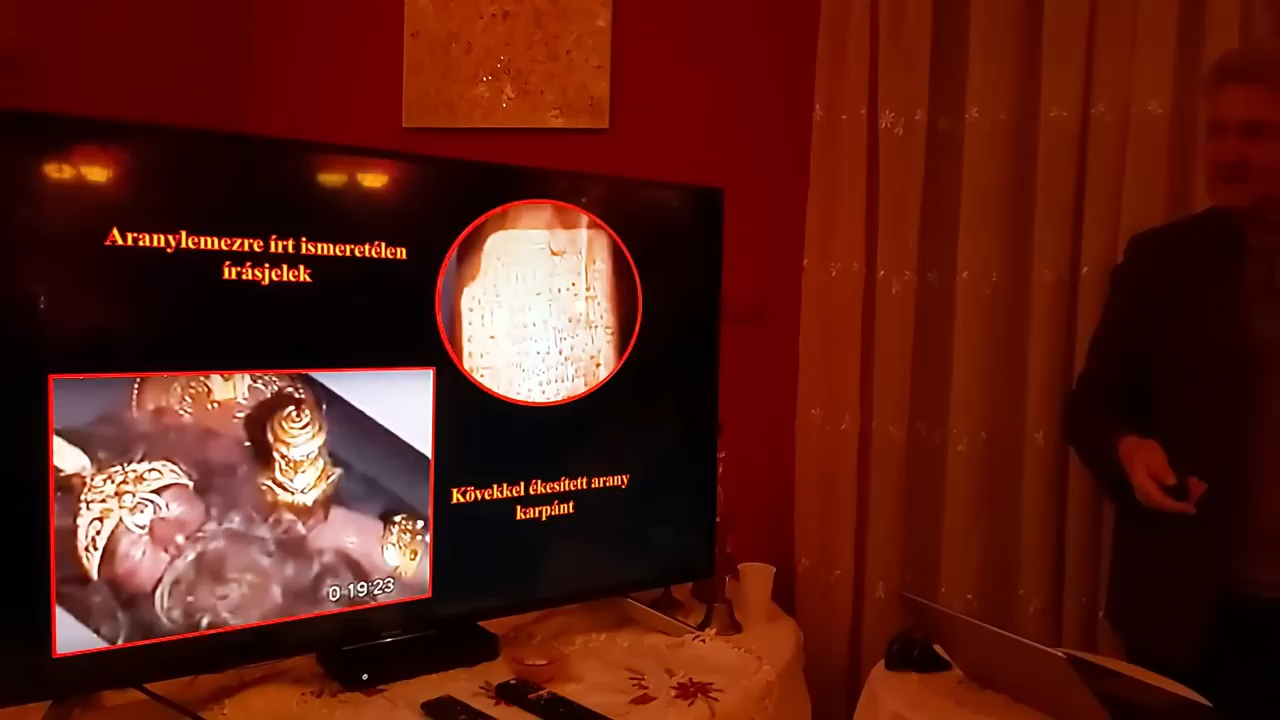 Aranylemezre írt ismeretélen
írásjelek
Kövekkel ékesített arany
karpánt
0 19:23